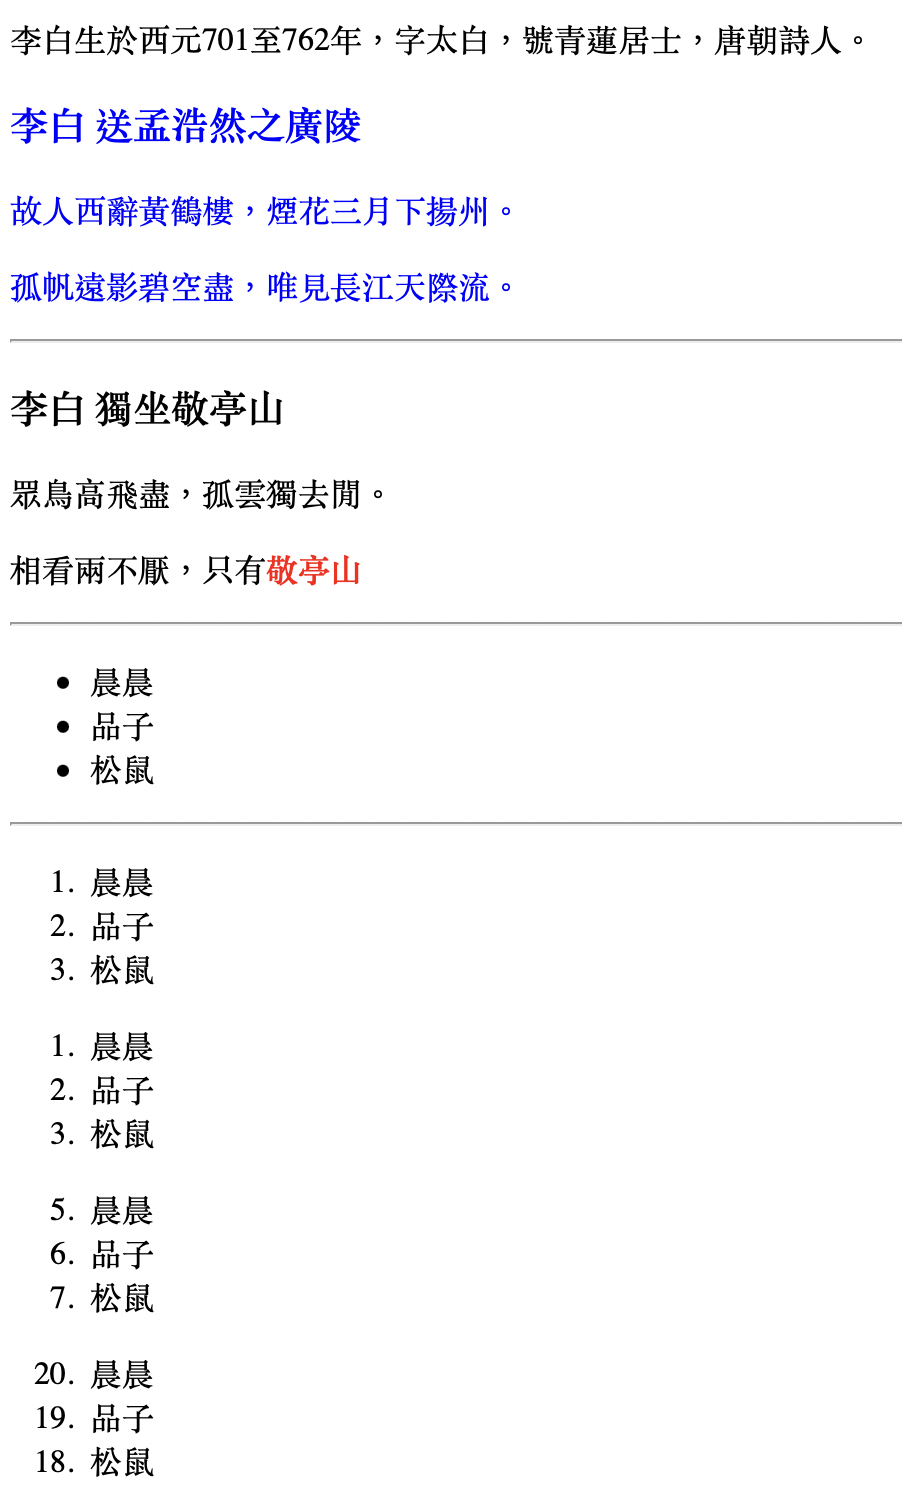 李白生於西元701至762年，字太白，號青蓮居士，唐朝詩人。
李白 送孟浩然之廣陵
故人西辭黃鶴樓，煙花三月下揚州。
孤帆遠影碧空盡，唯見長江天際流。
李白 獨坐敬亭山
眾鳥高飛盡，孤雲獨去閒。
相看兩不厭，只有敬亭山
• 晨晨
• 品子
• 松鼠
1. 晨晨
2. 品子
3. 松鼠
1. 晨晨
2. 品子
3. 松鼠
5. 晨晨
6. 品子
7. 松鼠
20. 晨晨
19. 品子
18. 松鼠